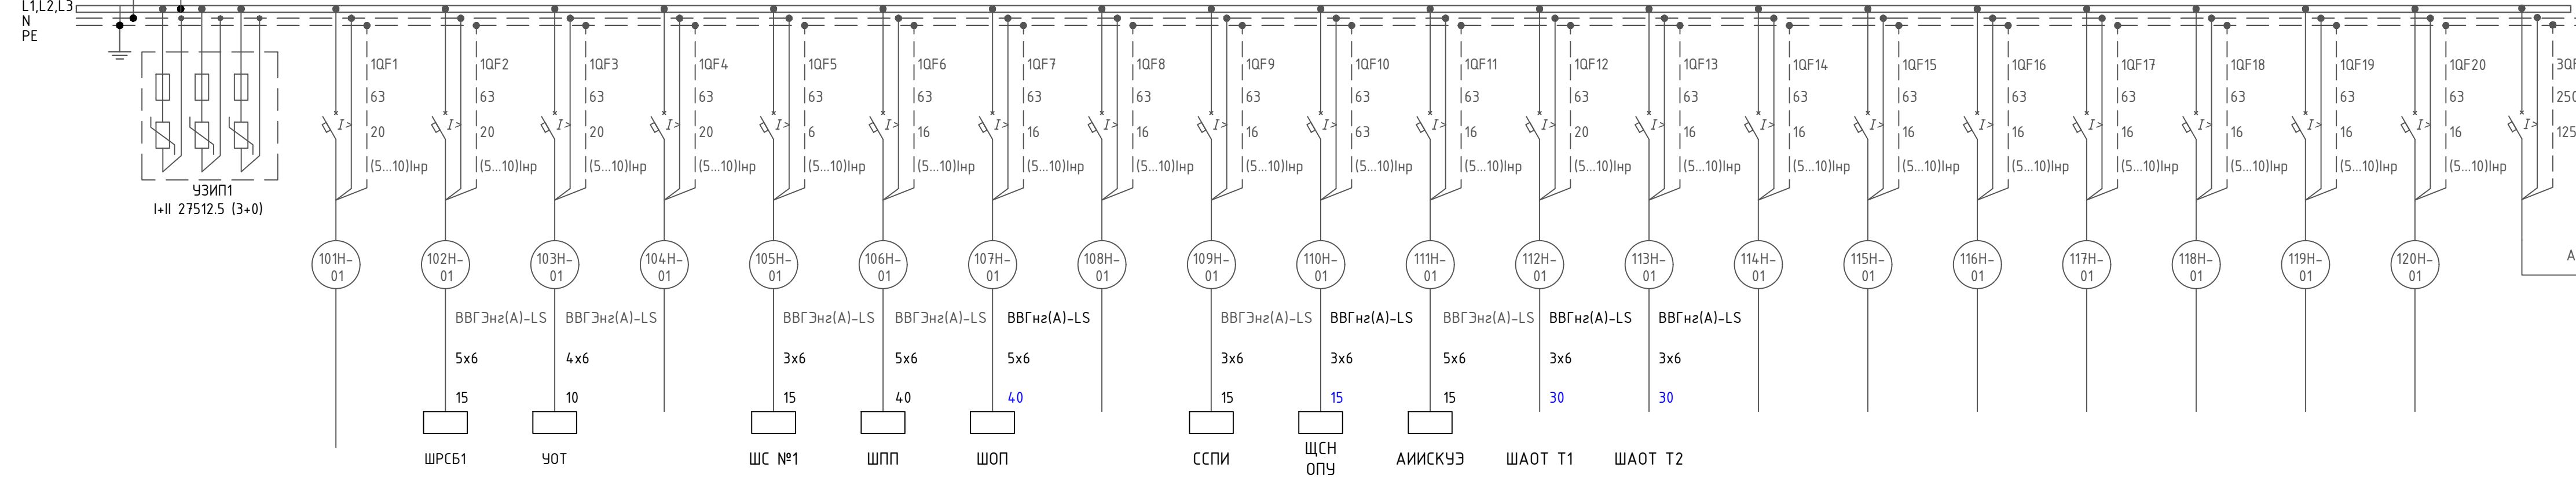 L1,L2,L3
N
PE
1QF1 1QF2 1QF3 1QF4 1QF5 1QF6 1QF7 1QF8 1QF9 1QF10 1QF11 1QF12 1QF13 1QF14 1QF15 1QF16 1QF17 1QF18 1QF19 1QF20
63 63 63 63 63 63 63 63 63 63 63 63 63 63 63 63 63 63 63 63
I> I> I> I> I> I> I> I> I> I> I> I> I> I> I> I> I> I> I> I> I>
20 20 20 20 6 16 16 16 16 63 16 20 16 16 16 16 16 16 16 16 125
(5...10)Iнр (5...10)Iнр (5...10)Iнр (5...10)Iнр (5...10)Iнр (5...10)Iнр (5...10)Iнр (5...10)Iнр (5...10)Iнр (5...10)Iнр (5...10)Iнр (5...10)Iнр (5...10)Iнр (5...10)Iнр (5...10)Iнр (5...10)Iнр (5...10)Iнр (5...10)Iнр (5...10)Iнр (5...10)Iнр
УЗИП1
I+II 27512.5 (3+0)
101Н- 102Н- 103Н- 104Н- 105Н- 106Н- 107Н- 108Н- 109Н- 110Н- 111Н- 112Н- 113Н- 114Н- 115Н- 116Н- 117Н- 118Н- 119Н- 120Н-
01 01 01 01 01 01 01 01 01 01 01 01 01 01 01 01 01 01 01 01
ВВГЭнг(А)-LS ВВГЭнг(А)-LS ВВГЭнг(А)-LS ВВГЭнг(А)-LS ВВГнг(А)-LS ВВГЭнг(А)-LS ВВГнг(А)-LS ВВГЭнг(А)-LS ВВГнг(А)-LS ВВГнг(А)-LS
5х6 4х6 3х6 5х6 5х6 3х6 3х6 5х6 3х6 3х6
15 10 15 40 40 15 15 15 30 30
ШРСБ1 УОТ ШС №1 ШПП ШОП ССПИ ЩСН АИИСКУЭ ШАОТ Т1 ШАОТ Т2
ОПУ